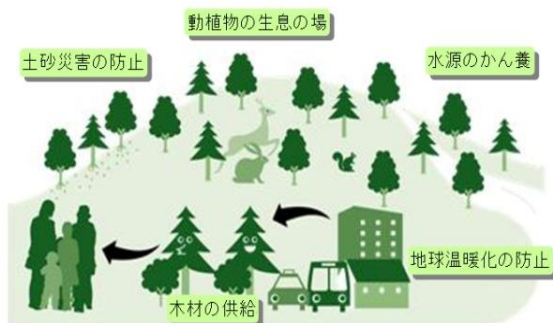 動植物の生息の場
土砂災害の防止
水源のかん養
地球温暖化の防止
木材の供給